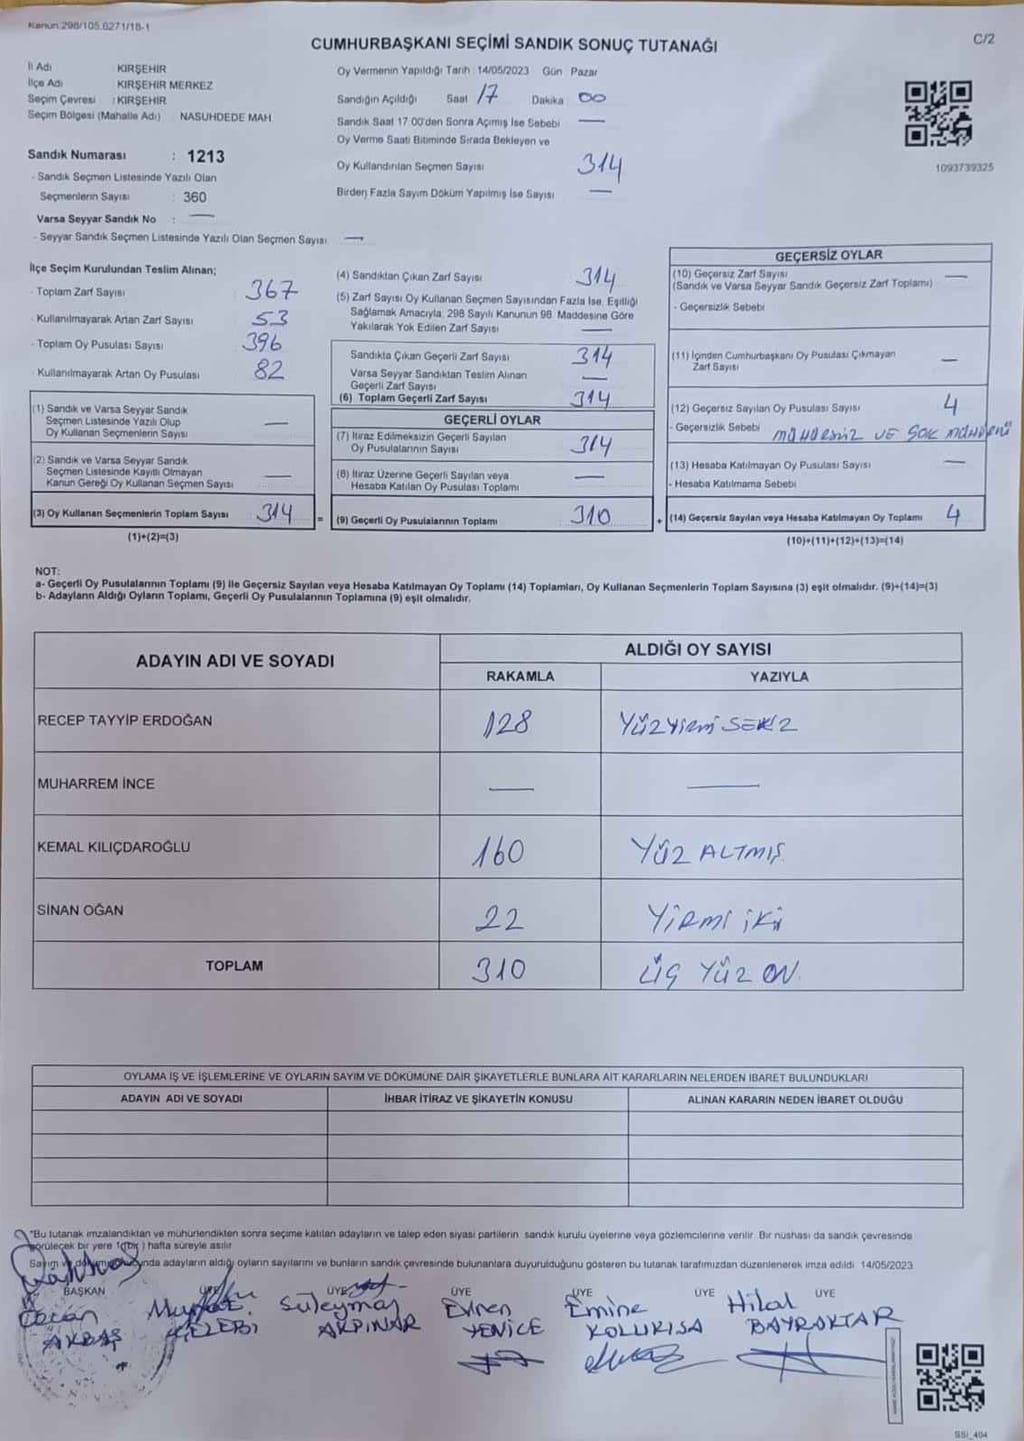 Kanun:298/105.6271/18-1
C/2
CUMHURBAŞKANI SEÇİMİ SANDIK SONUÇ TUTANAĞI
İl Adı KIRŞEHİR
İlçe Adı KIRŞEHİR MERKEZ
Seçim Çevresi : KIRŞEHİR
Seçim Bölgesi (Mahalle Adı) NASUHDEDE MAH.
Oy Vermenin Yapıldığı Tarih : 14/05/2023 Gün Pazar
Sandığın Açıldığı Saat 17 Dakika 00
Sandık Saat 17 00'den Sonra Açımış İse Sebebi —
Oy Verme Saati Bitiminde Sırada Bekleyen ve
Oy Kullandırılan Seçmen Sayısı 314
Birden Fazla Sayım Döküm Yapılmış İse Sayısı —
1093739325
Sandık Numarası : 1213
- Sandık Seçmen Listesinde Yazılı Olan
Seçmenlerin Sayısı : 360
Varsa Seyyar Sandık No : —
- Seyyar Sandık Seçmen Listesinde Yazılı Olan Seçmen Sayısı —
İlçe Seçim Kurulundan Teslim Alınan;
- Toplam Zarf Sayısı 367
- Kullanılmayarak Artan Zarf Sayısı 53
- Toplam Oy Pusulası Sayısı 396
- Kullanılmayarak Artan Oy Pusulası 82
(1) Sandık ve Varsa Seyyar Sandık
Seçmen Listesinde Yazılı Olup
Oy Kullanan Seçmenlerin Sayısı —
(2) Sandık ve Varsa Seyyar Sandık
Seçmen Listesinde Kayıtlı Olmayan
Kanun Gereği Oy Kullanan Seçmen Sayısı —
(3) Oy Kullanan Seçmenlerin Toplam Sayısı 314
(1)+(2)=(3)
(4) Sandıktan Çıkan Zarf Sayısı 314
(5) Zarf Sayısı Oy Kullanan Seçmen Sayısından Fazla İse, Eşitliği
Sağlamak Amacıyla; 298 Sayılı Kanunun 98. Maddesine Göre
Yakılarak Yok Edilen Zarf Sayısı —
Sandıkta Çıkan Geçerli Zarf Sayısı 314
Varsa Seyyar Sandıktan Teslim Alınan
Geçerli Zarf Sayısı —
(6) Toplam Geçerli Zarf Sayısı 314
GEÇERLİ OYLAR
(7) İtiraz Edilmeksizin Geçerli Sayılan
Oy Pusulalarının Sayısı 314
(8) İtiraz Üzerine Geçerli Sayılan veya
Hesaba Katılan Oy Pusulası Toplamı —
= (9) Geçerli Oy Pusulalarının Toplamı 310
GEÇERSİZ OYLAR
(10) Geçersiz Zarf Sayısı —
(Sandık ve Varsa Seyyar Sandık Geçersiz Zarf Toplamı)
- Geçersizlik Sebebi
(11) İçinden Cumhurbaşkanı Oy Pusulası Çıkmayan
Zarf Sayısı —
(12) Geçersiz Sayılan Oy Pusulası Sayısı 4
- Geçersizlik Sebebi MÜHÜRSÜZ VE ÇOK MÜHÜRLÜ
(13) Hesaba Katılmayan Oy Pusulası Sayısı —
- Hesaba Katılmama Sebebi
+ (14) Geçersiz Sayılan veya Hesaba Katılmayan Oy Toplamı 4
(10)+(11)+(12)+(13)=(14)
NOT:
a- Geçerli Oy Pusulalarının Toplamı (9) ile Geçersiz Sayılan veya Hesaba Katılmayan Oy Toplamı (14) Toplamları, Oy Kullanan Seçmenlerin Toplam Sayısına (3) eşit olmalıdır. (9)+(14)=(3)
b- Adayların Aldığı Oyların Toplamı, Geçerli Oy Pusulalarının Toplamına (9) eşit olmalıdır.
ADAYIN ADI VE SOYADI ALDIĞI OY SAYISI
RAKAMLA YAZIYLA
RECEP TAYYİP ERDOĞAN 128 YÜZYİRMİ SEKİZ
MUHARREM İNCE — —
KEMAL KILIÇDAROĞLU 160 YÜZ ALTMIŞ
SİNAN OĞAN 22 YİRMİ İKİ
TOPLAM 310 ÜÇ YÜZ ON
OYLAMA İŞ VE İŞLEMLERİNE VE OYLARIN SAYIM VE DÖKÜMÜNE DAİR ŞİKAYETLERLE BUNLARA AİT KARARLARIN NELERDEN İBARET BULUNDUKLARI
ADAYIN ADI VE SOYADI İHBAR İTİRAZ VE ŞİKAYETİN KONUSU ALINAN KARARIN NEDEN İBARET OLDUĞU
"Bu tutanak imzalandıktan ve mühürlendikten sonra seçime katılan adayların ve talep eden siyasi partilerin sandık kurulu üyelerine veya gözlemcilerine verilir. Bir nüshası da sandık çevresinde
görülecek bir yere 1(bir) hafta süreyle asılır.
Sayım ve dökümünde adayların aldığı oyların sayılarını ve bunların sandık çevresinde bulunanlara duyurulduğunu gösteren bu tutanak tarafımızdan düzenlenerek imza edildi. 14/05/2023
BAŞKAN ÜYE ÜYE ÜYE ÜYE ÜYE ÜYE
Özcan Murat Süleyman Evren Emine Hilal
AKBAŞ ÇELEBİ AKPINAR YENİCE KOLUKISA BAYRAKTAR